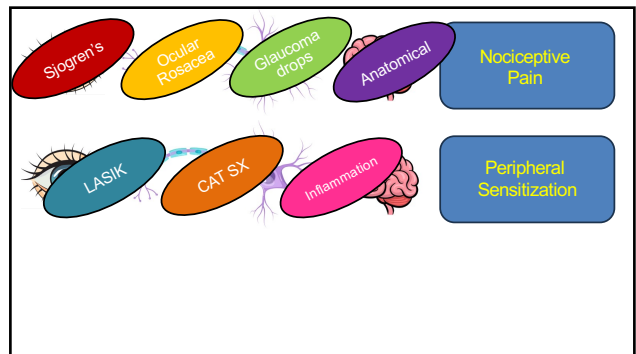 Sjogren's
Ocular
Rosacea
Glaucoma
drops
Anatomical
Nociceptive
Pain
LASIK
CAT SX
Inflammation
Peripheral
Sensitization